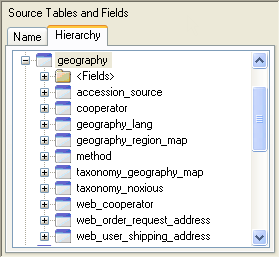 Source Tables and Fields
Name Hierarchy
geography
<Fields>
accession_source
cooperator
geography_lang
geography_region_map
method
taxonomy_geography_map
taxonomy_noxious
web_cooperator
web_order_request_address
web_user_shipping_address